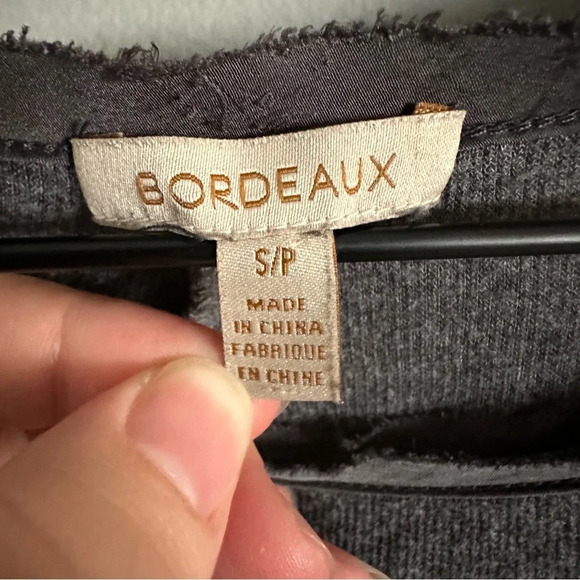 BORDEAUX
S/P
MADE
IN CHINA
FABRIQUE
EN CHINE